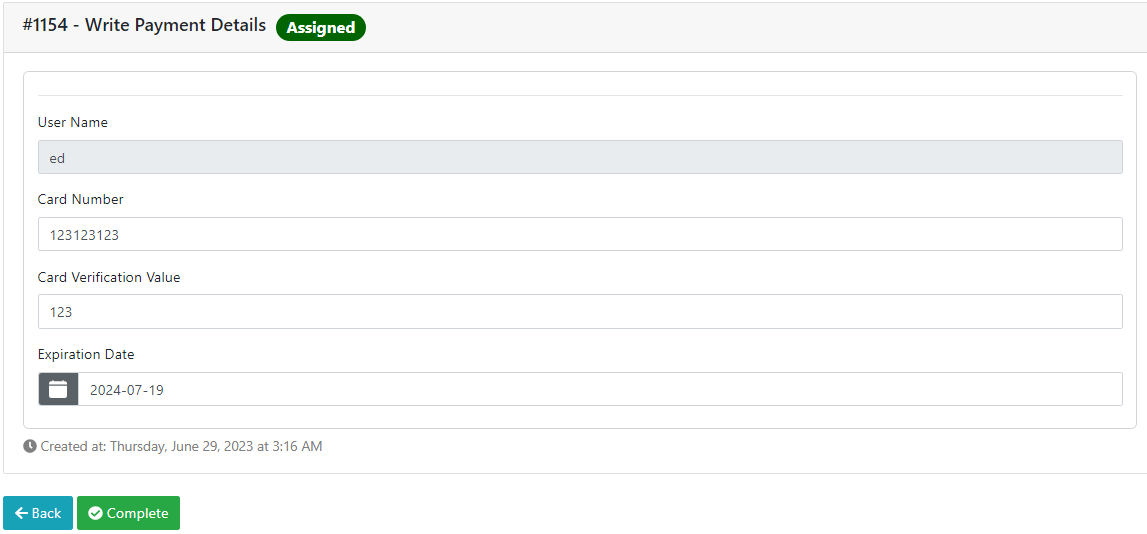 #1154 - Write Payment Details Assigned
User Name
ed
Card Number
123123123
Card Verification Value
123
Expiration Date
2024-07-19
Created at: Thursday, June 29, 2023 at 3:16 AM
Back Complete